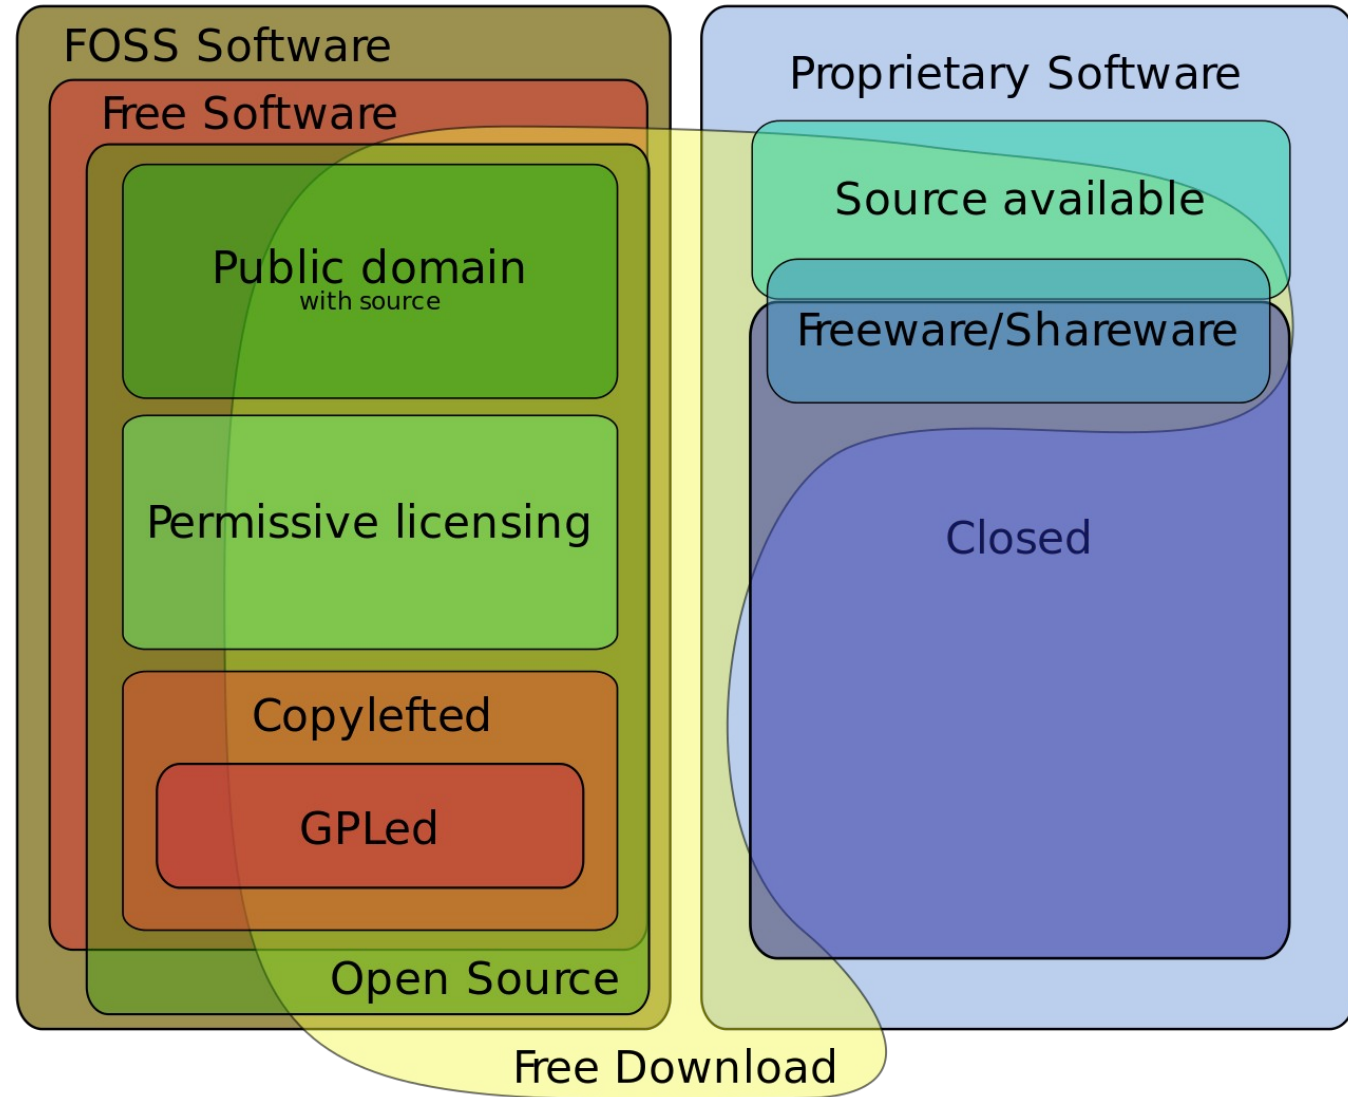 FOSS Software
Free Software
Public domain
with source
Permissive licensing
Copylefted
GPLed
Open Source
Free Download
Proprietary Software
Source available
Freeware/Shareware
Closed